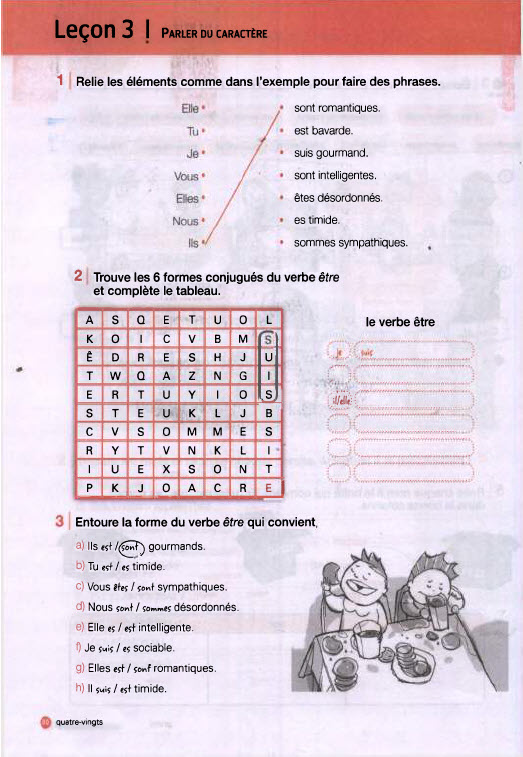 Leçon 3 | PARLER DU CARACTÈRE
1 Relie les éléments comme dans l'exemple pour faire des phrases.
Elle • • sont romantiques.
Tu • • est bavarde.
Je • • suis gourmand.
Vous • • sont intelligentes.
Elles • • êtes désordonnés.
Nous • • es timide.
Ils • • sommes sympathiques.
2 Trouve les 6 formes conjugués du verbe être
et complète le tableau.
le verbe être
A S Q E T U O L
K O I C V B M S
Ê D R E S H J U
T W Q A Z N G I
E R T U Y I O S
S T E U K L J B
C V S O M M E S
R Y T V N K L I
I U E X S O N T
P K J O A C R E
je suis
il/elle
3 Entoure la forme du verbe être qui convient.
a) Ils est / sont gourmands.
b) Tu est / es timide.
c) Vous êtes / sont sympathiques.
d) Nous sont / sommes désordonnés.
e) Elle es / est intelligente.
f) Je suis / es sociable.
g) Elles est / sont romantiques.
h) Il suis / est timide.
80 quatre-vingts